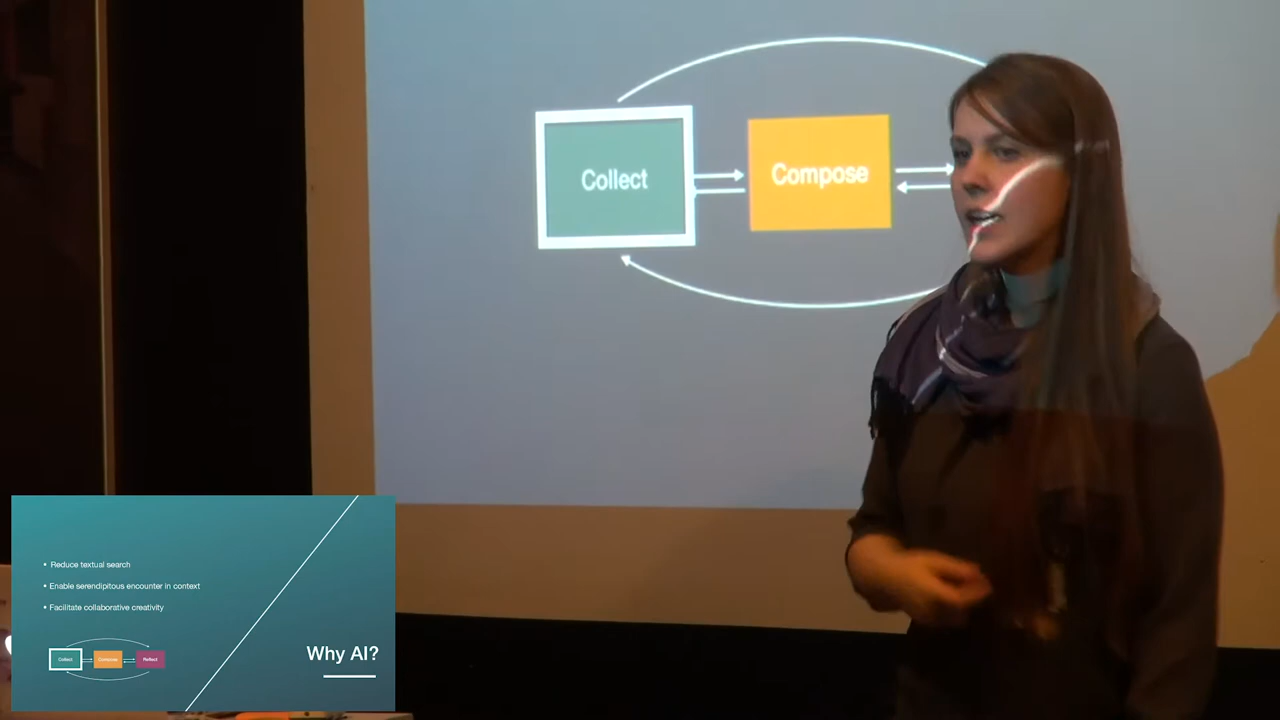 Collect
Compose
• Reduce textual search
• Enable serendipitous encounter in context
• Facilitate collaborative creativity
Collect
Compose
Reflect
Why AI?